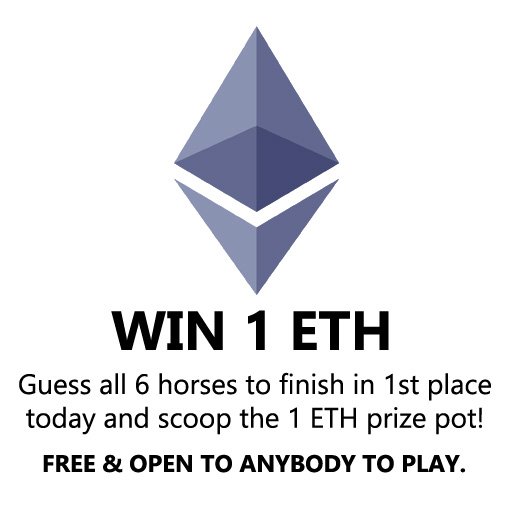 WIN 1 ETH
Guess all 6 horses to finish in 1st place
today and scoop the 1 ETH prize pot!
FREE & OPEN TO ANYBODY TO PLAY.